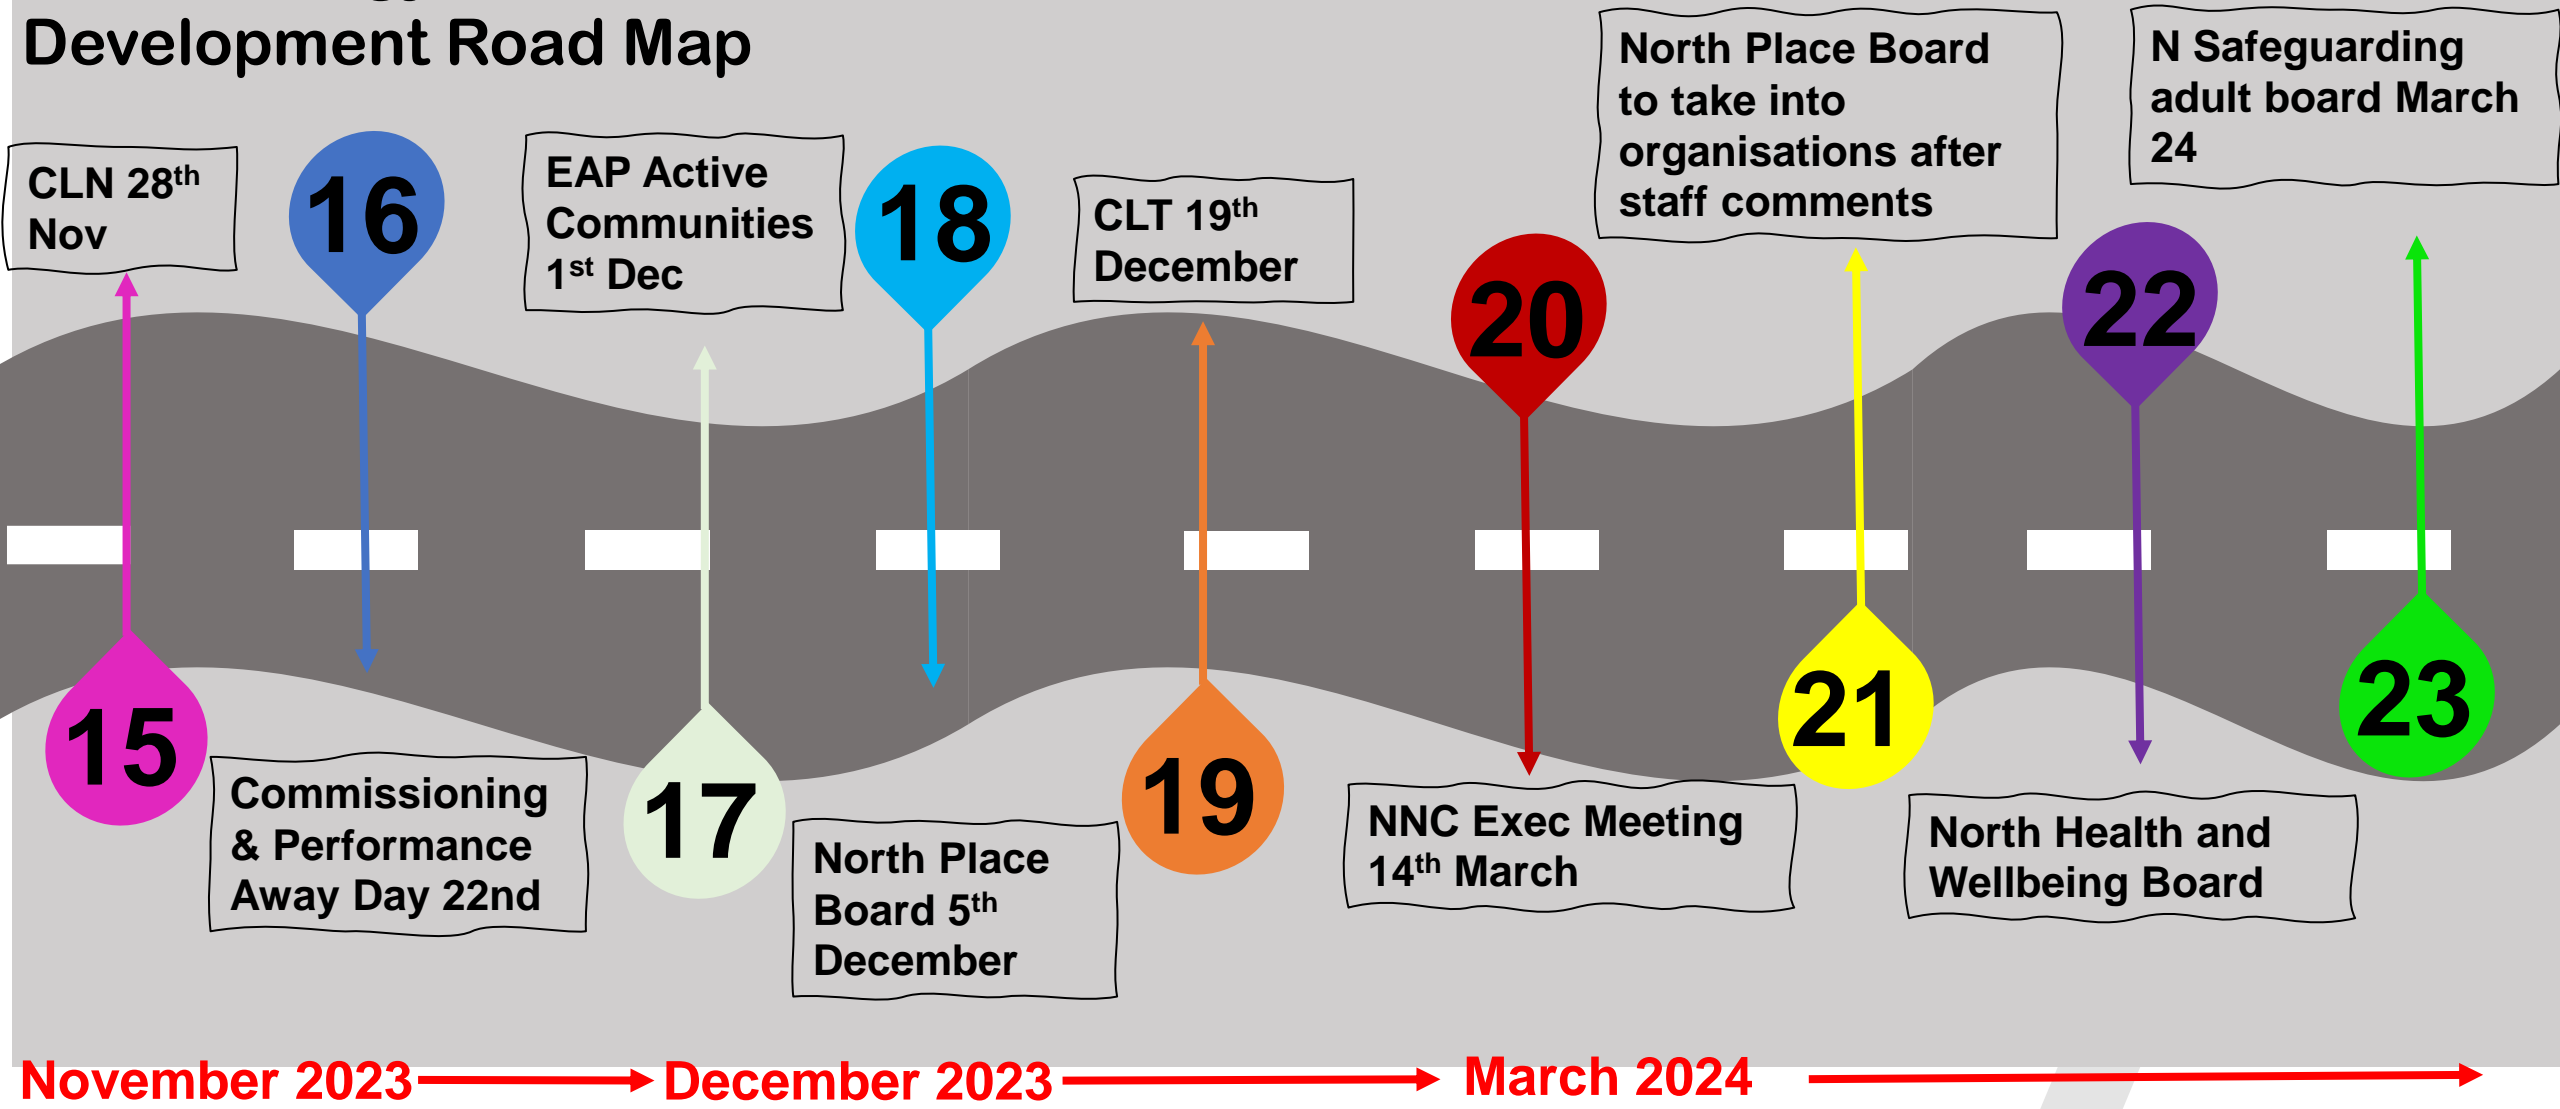 Development Road Map
CLN 28th
Nov
16
EAP Active
Communities
1st Dec
18
CLT 19th
December
20
North Place Board
to take into
organisations after
staff comments
22
N Safeguarding
adult board March
24
15
Commissioning
& Performance
Away Day 22nd
17
North Place
Board 5th
December
19
NNC Exec Meeting
14th March
21
North Health and
Wellbeing Board
23
November 2023
December 2023
March 2024